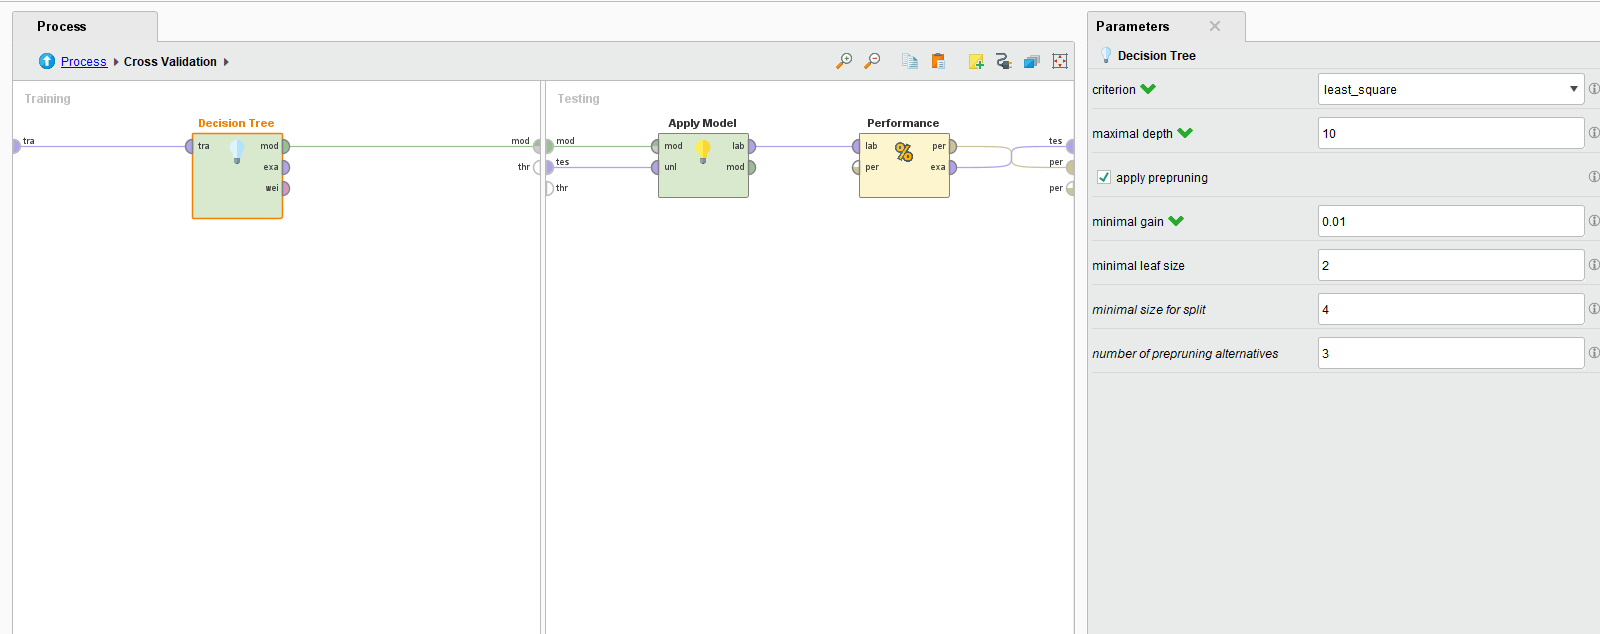 Process
Process Cross Validation
Training
tra
Decision Tree
tra mod
exa
wei
mod
thr
Testing
mod
tes
thr
Apply Model
mod lab
unl mod
Performance
lab per
per exa
tes
per
per
Parameters
Decision Tree
criterion least_square
maximal depth 10
apply prepruning
minimal gain 0.01
minimal leaf size 2
minimal size for split 4
number of prepruning alternatives 3